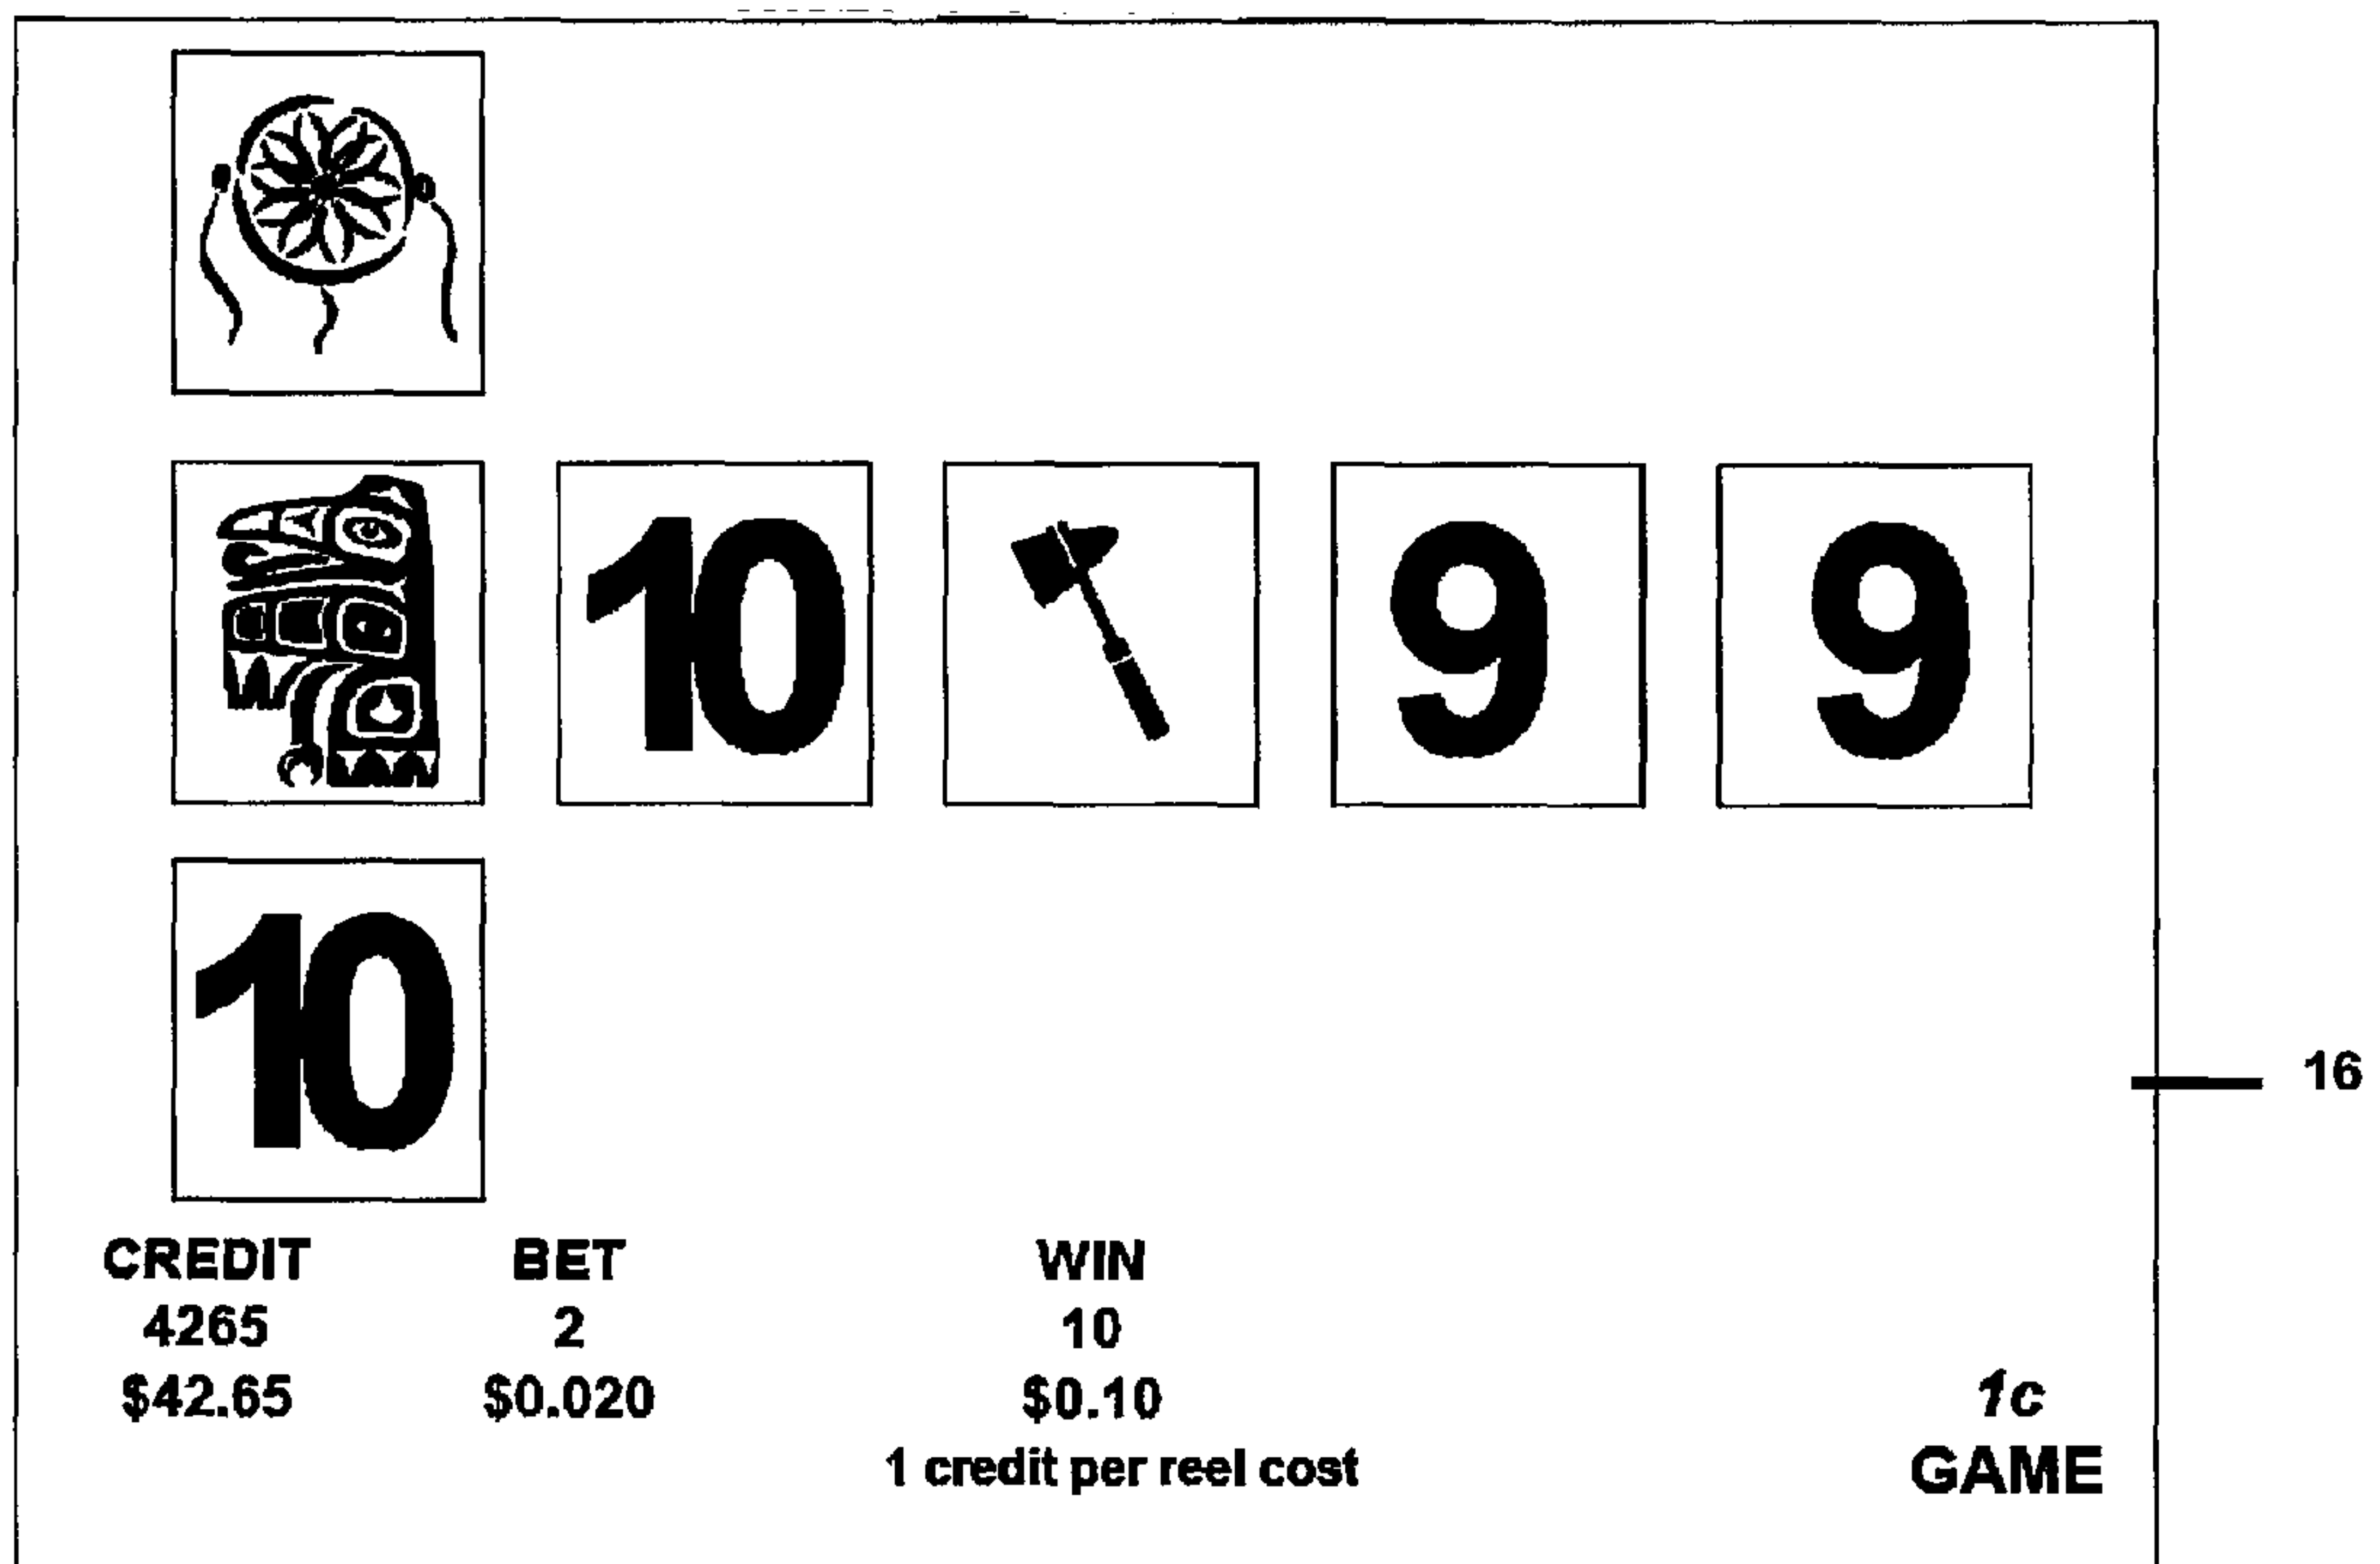 10 9 9
10
16
CREDIT BET WIN
4265 2 10
$42.65 $0.020 $0.10 1c
1 credit per reel cost GAME